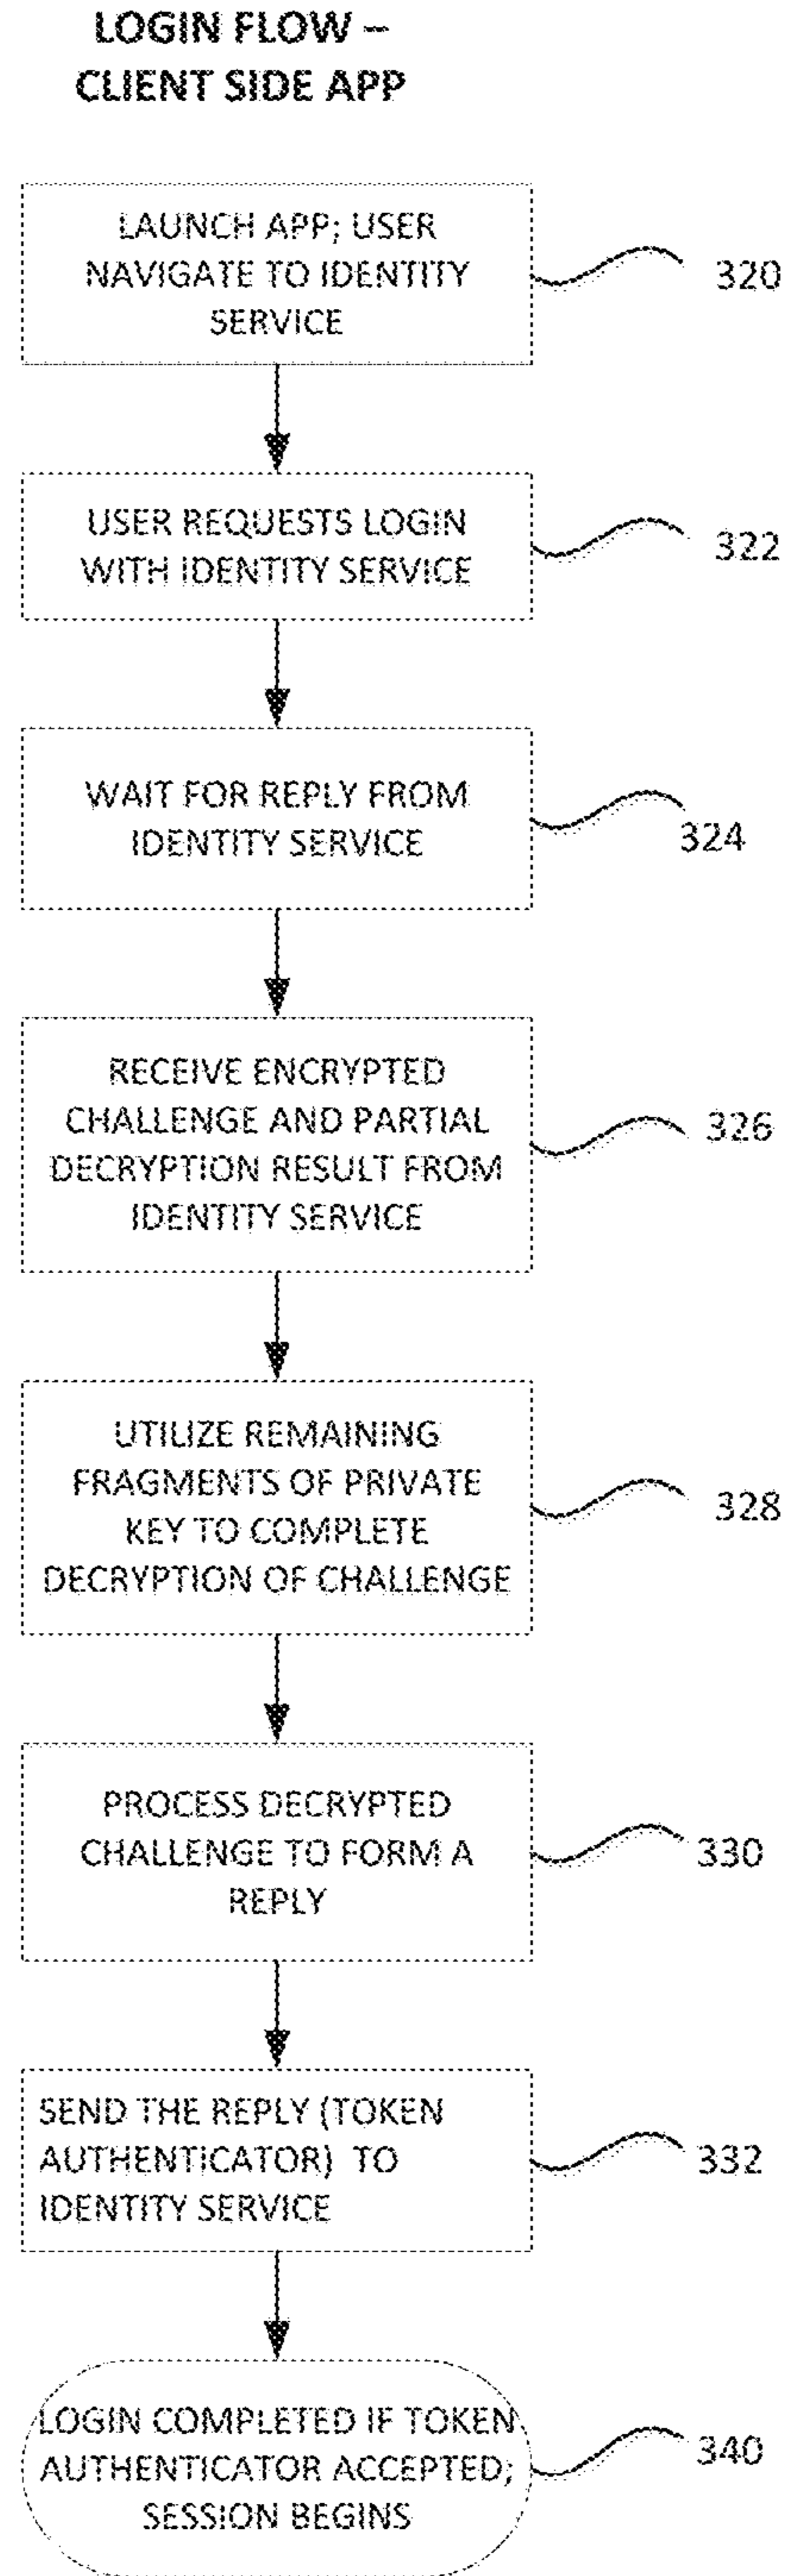 LOGIN FLOW –
CLIENT SIDE APP
LAUNCH APP; USER
NAVIGATE TO IDENTITY
SERVICE
320
USER REQUESTS LOGIN
WITH IDENTITY SERVICE
322
WAIT FOR REPLY FROM
IDENTITY SERVICE
324
RECEIVE ENCRYPTED
CHALLENGE AND PARTIAL
DECRYPTION RESULT FROM
IDENTITY SERVICE
326
UTILIZE REMAINING
FRAGMENTS OF PRIVATE
KEY TO COMPLETE
DECRYPTION OF CHALLENGE
328
PROCESS DECRYPTED
CHALLENGE TO FORM A
REPLY
330
SEND THE REPLY (TOKEN
AUTHENTICATOR) TO
IDENTITY SERVICE
332
LOGIN COMPLETED IF TOKEN
AUTHENTICATOR ACCEPTED;
SESSION BEGINS
340